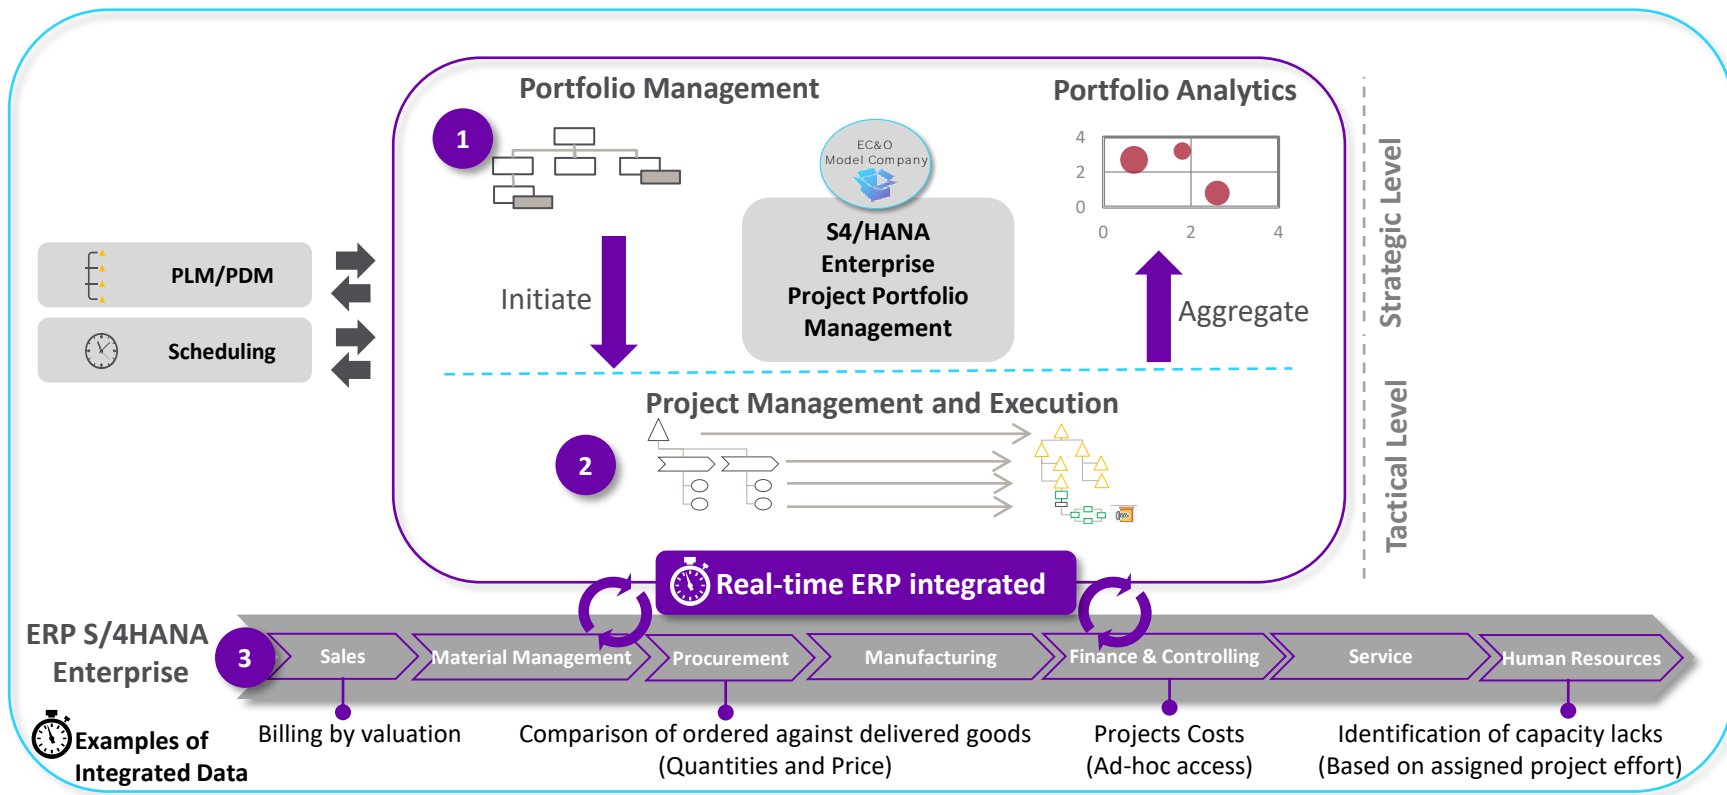 Portfolio Management
Portfolio Analytics
1
EC&O
Model Company
4
2
0
0
2
4
S4/HANA
Enterprise
Project Portfolio
Management
Strategic Level
PLM/PDM
Scheduling
Initiate
Aggregate
Project Management and Execution
2
Tactical Level
Real-time ERP integrated
ERP S/4HANA
Enterprise
3
Sales
Material Management
Procurement
Manufacturing
Finance & Controlling
Service
Human Resources
Examples of
Integrated Data
Billing by valuation
Comparison of ordered against delivered goods
(Quantities and Price)
Projects Costs
(Ad-hoc access)
Identification of capacity lacks
(Based on assigned project effort)